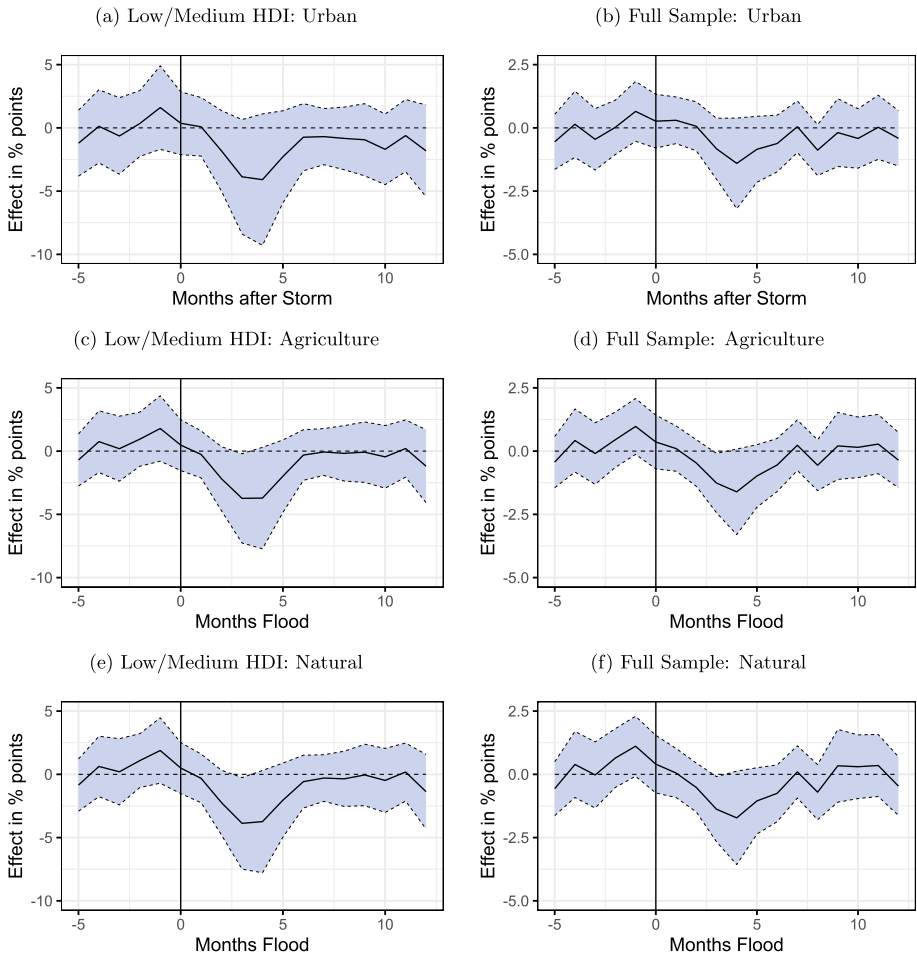 (a) Low/Medium HDI: Urban
5
0
-5
-10
Effect in % points
-5 0 5 10
Months after Storm
(b) Full Sample: Urban
2.5
0.0
-2.5
-5.0
Effect in % points
-5 0 5 10
Months after Storm
(c) Low/Medium HDI: Agriculture
5
0
-5
-10
Effect in % points
-5 0 5 10
Months Flood
(d) Full Sample: Agriculture
2.5
0.0
-2.5
-5.0
Effect in % points
-5 0 5 10
Months Flood
(e) Low/Medium HDI: Natural
5
0
-5
-10
Effect in % points
-5 0 5 10
Months Flood
(f) Full Sample: Natural
2.5
0.0
-2.5
-5.0
Effect in % points
-5 0 5 10
Months Flood